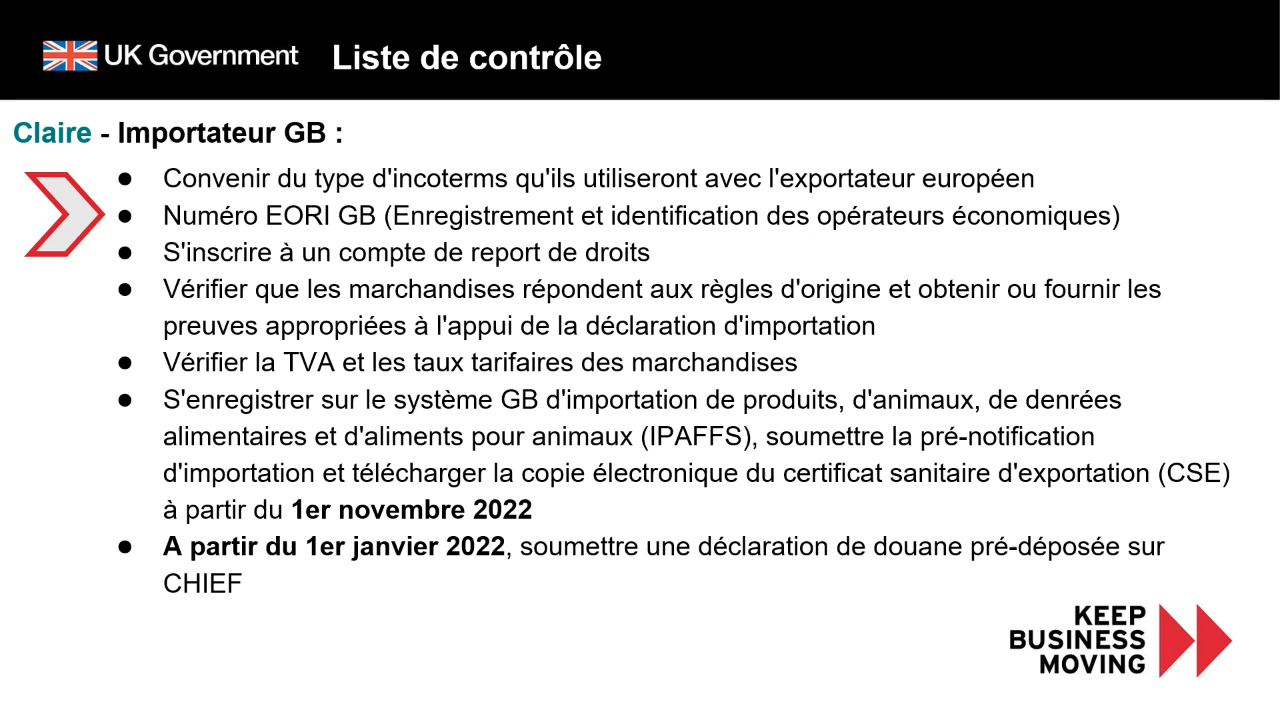 UK Government Liste de contrôle
Claire - Importateur GB :
● Convenir du type d'incoterms qu'ils utiliseront avec l'exportateur européen
● Numéro EORI GB (Enregistrement et identification des opérateurs économiques)
● S'inscrire à un compte de report de droits
● Vérifier que les marchandises répondent aux règles d'origine et obtenir ou fournir les
preuves appropriées à l'appui de la déclaration d'importation
● Vérifier la TVA et les taux tarifaires des marchandises
● S'enregistrer sur le système GB d'importation de produits, d'animaux, de denrées
alimentaires et d'aliments pour animaux (IPAFFS), soumettre la pré-notification
d'importation et télécharger la copie électronique du certificat sanitaire d'exportation (CSE)
à partir du 1er novembre 2022
● A partir du 1er janvier 2022, soumettre une déclaration de douane pré-déposée sur
CHIEF
KEEP
BUSINESS
MOVING